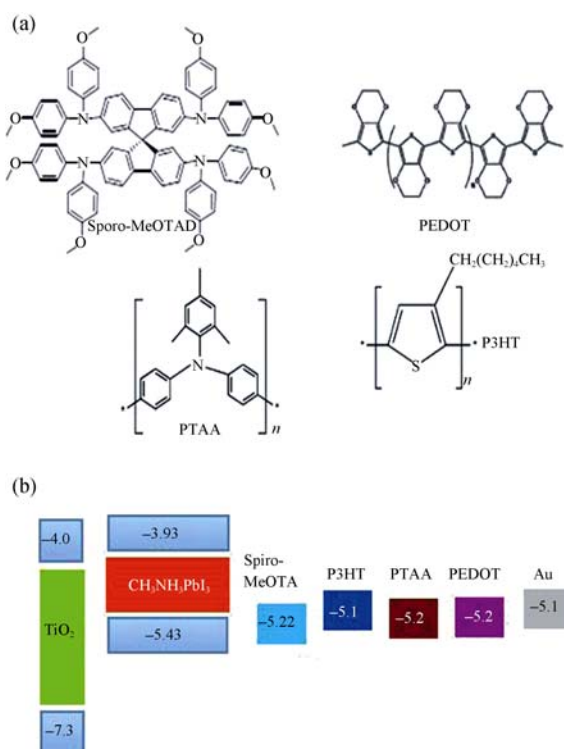 (a)
O
O
O
N
N
O
O
N
N
O
Sporo-MeOTAD
O
O
PEDOT
N
n
PTAA
CH₂(CH₂)₄CH₃
P3HT
S
n
(b)
−4.0
−3.93
CH₃NH₃PbI₃
−5.43
TiO₂
−7.3
Spiro-
MeOTA
−5.22
P3HT
−5.1
PTAA
−5.2
PEDOT
−5.2
Au
−5.1